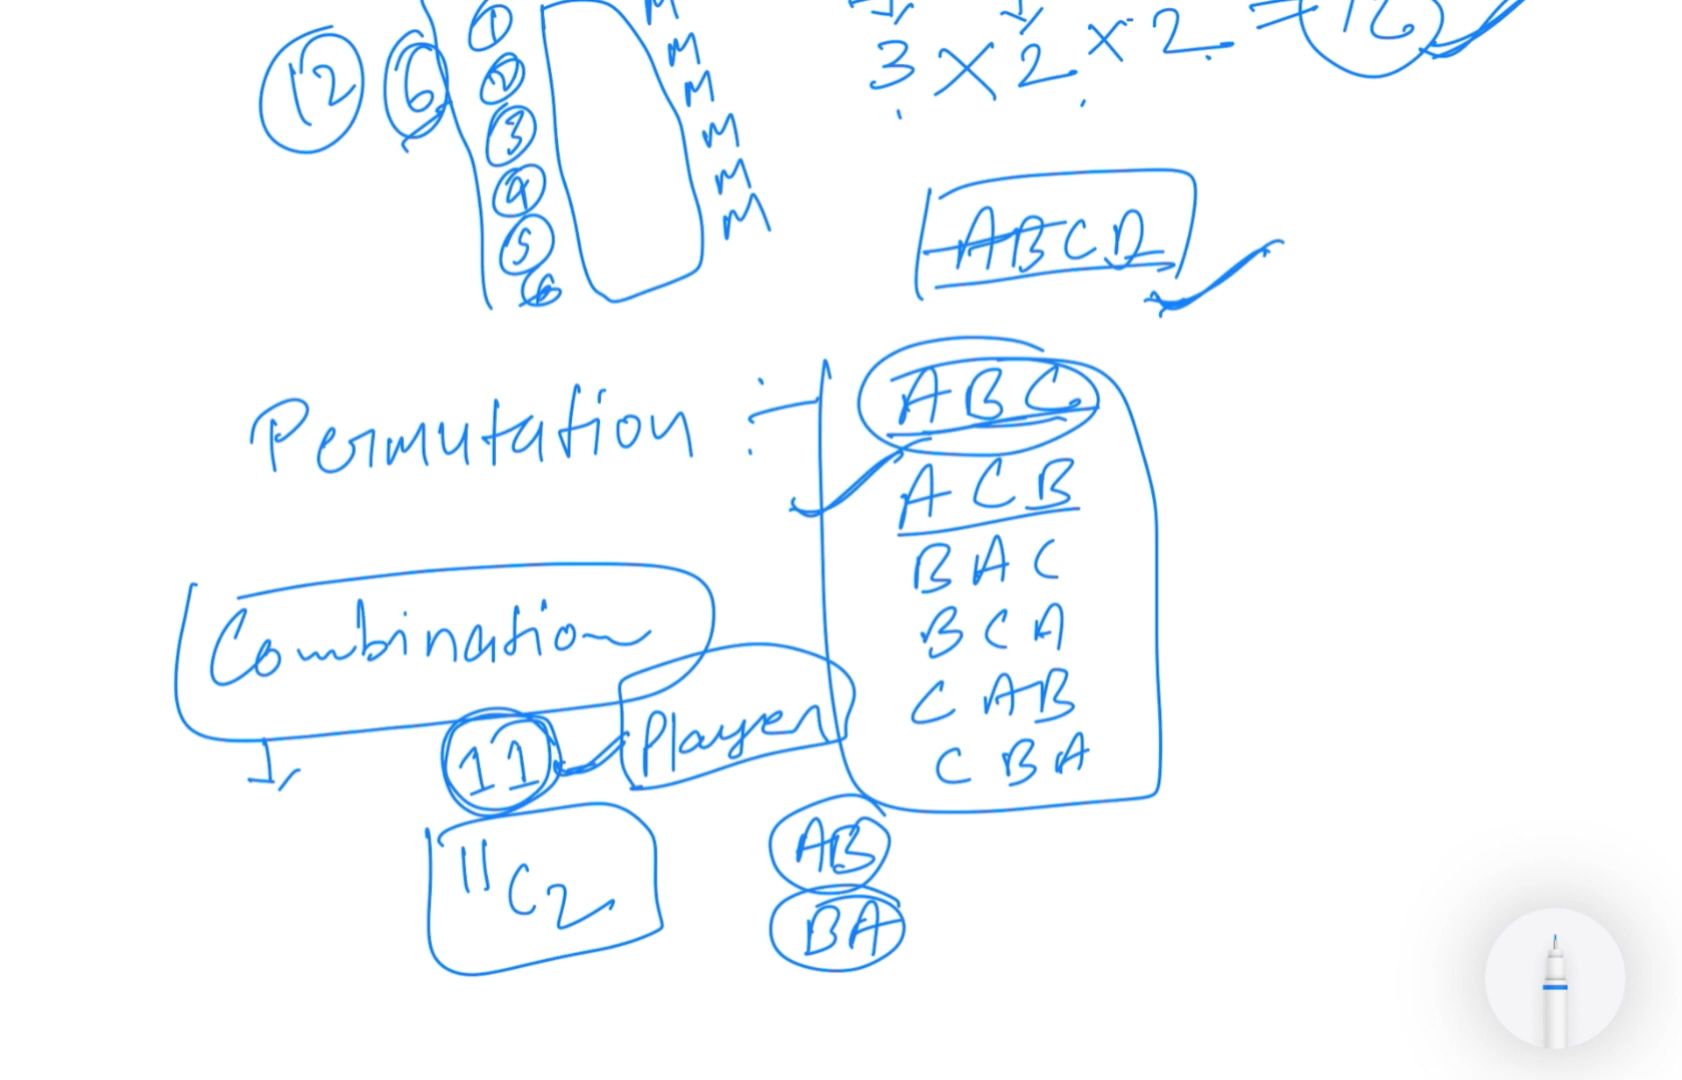 12 6 1 M
2 M
3 M
4 M
5 M
6 M
3 × 2 × 2 = 12
ABCD
Permutation :- ABC
ACB
BAC
BCA
CAB
CBA
Combination
11 Player
11C2
AB
BA